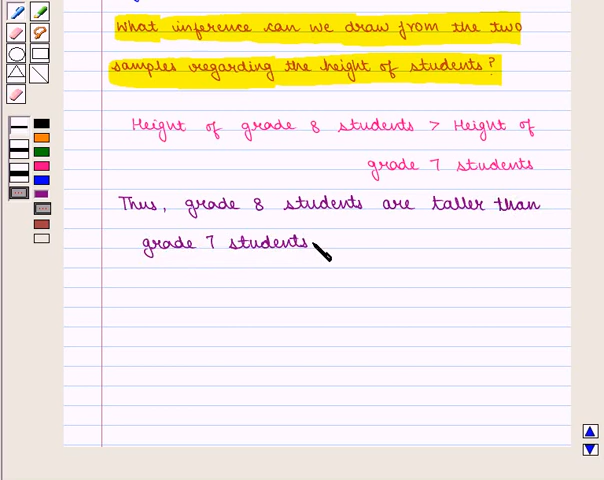 What inference can we draw from the two
samples regarding the height of students?
Height of grade 8 students > Height of
grade 7 students
Thus, grade 8 students are taller than
grade 7 students